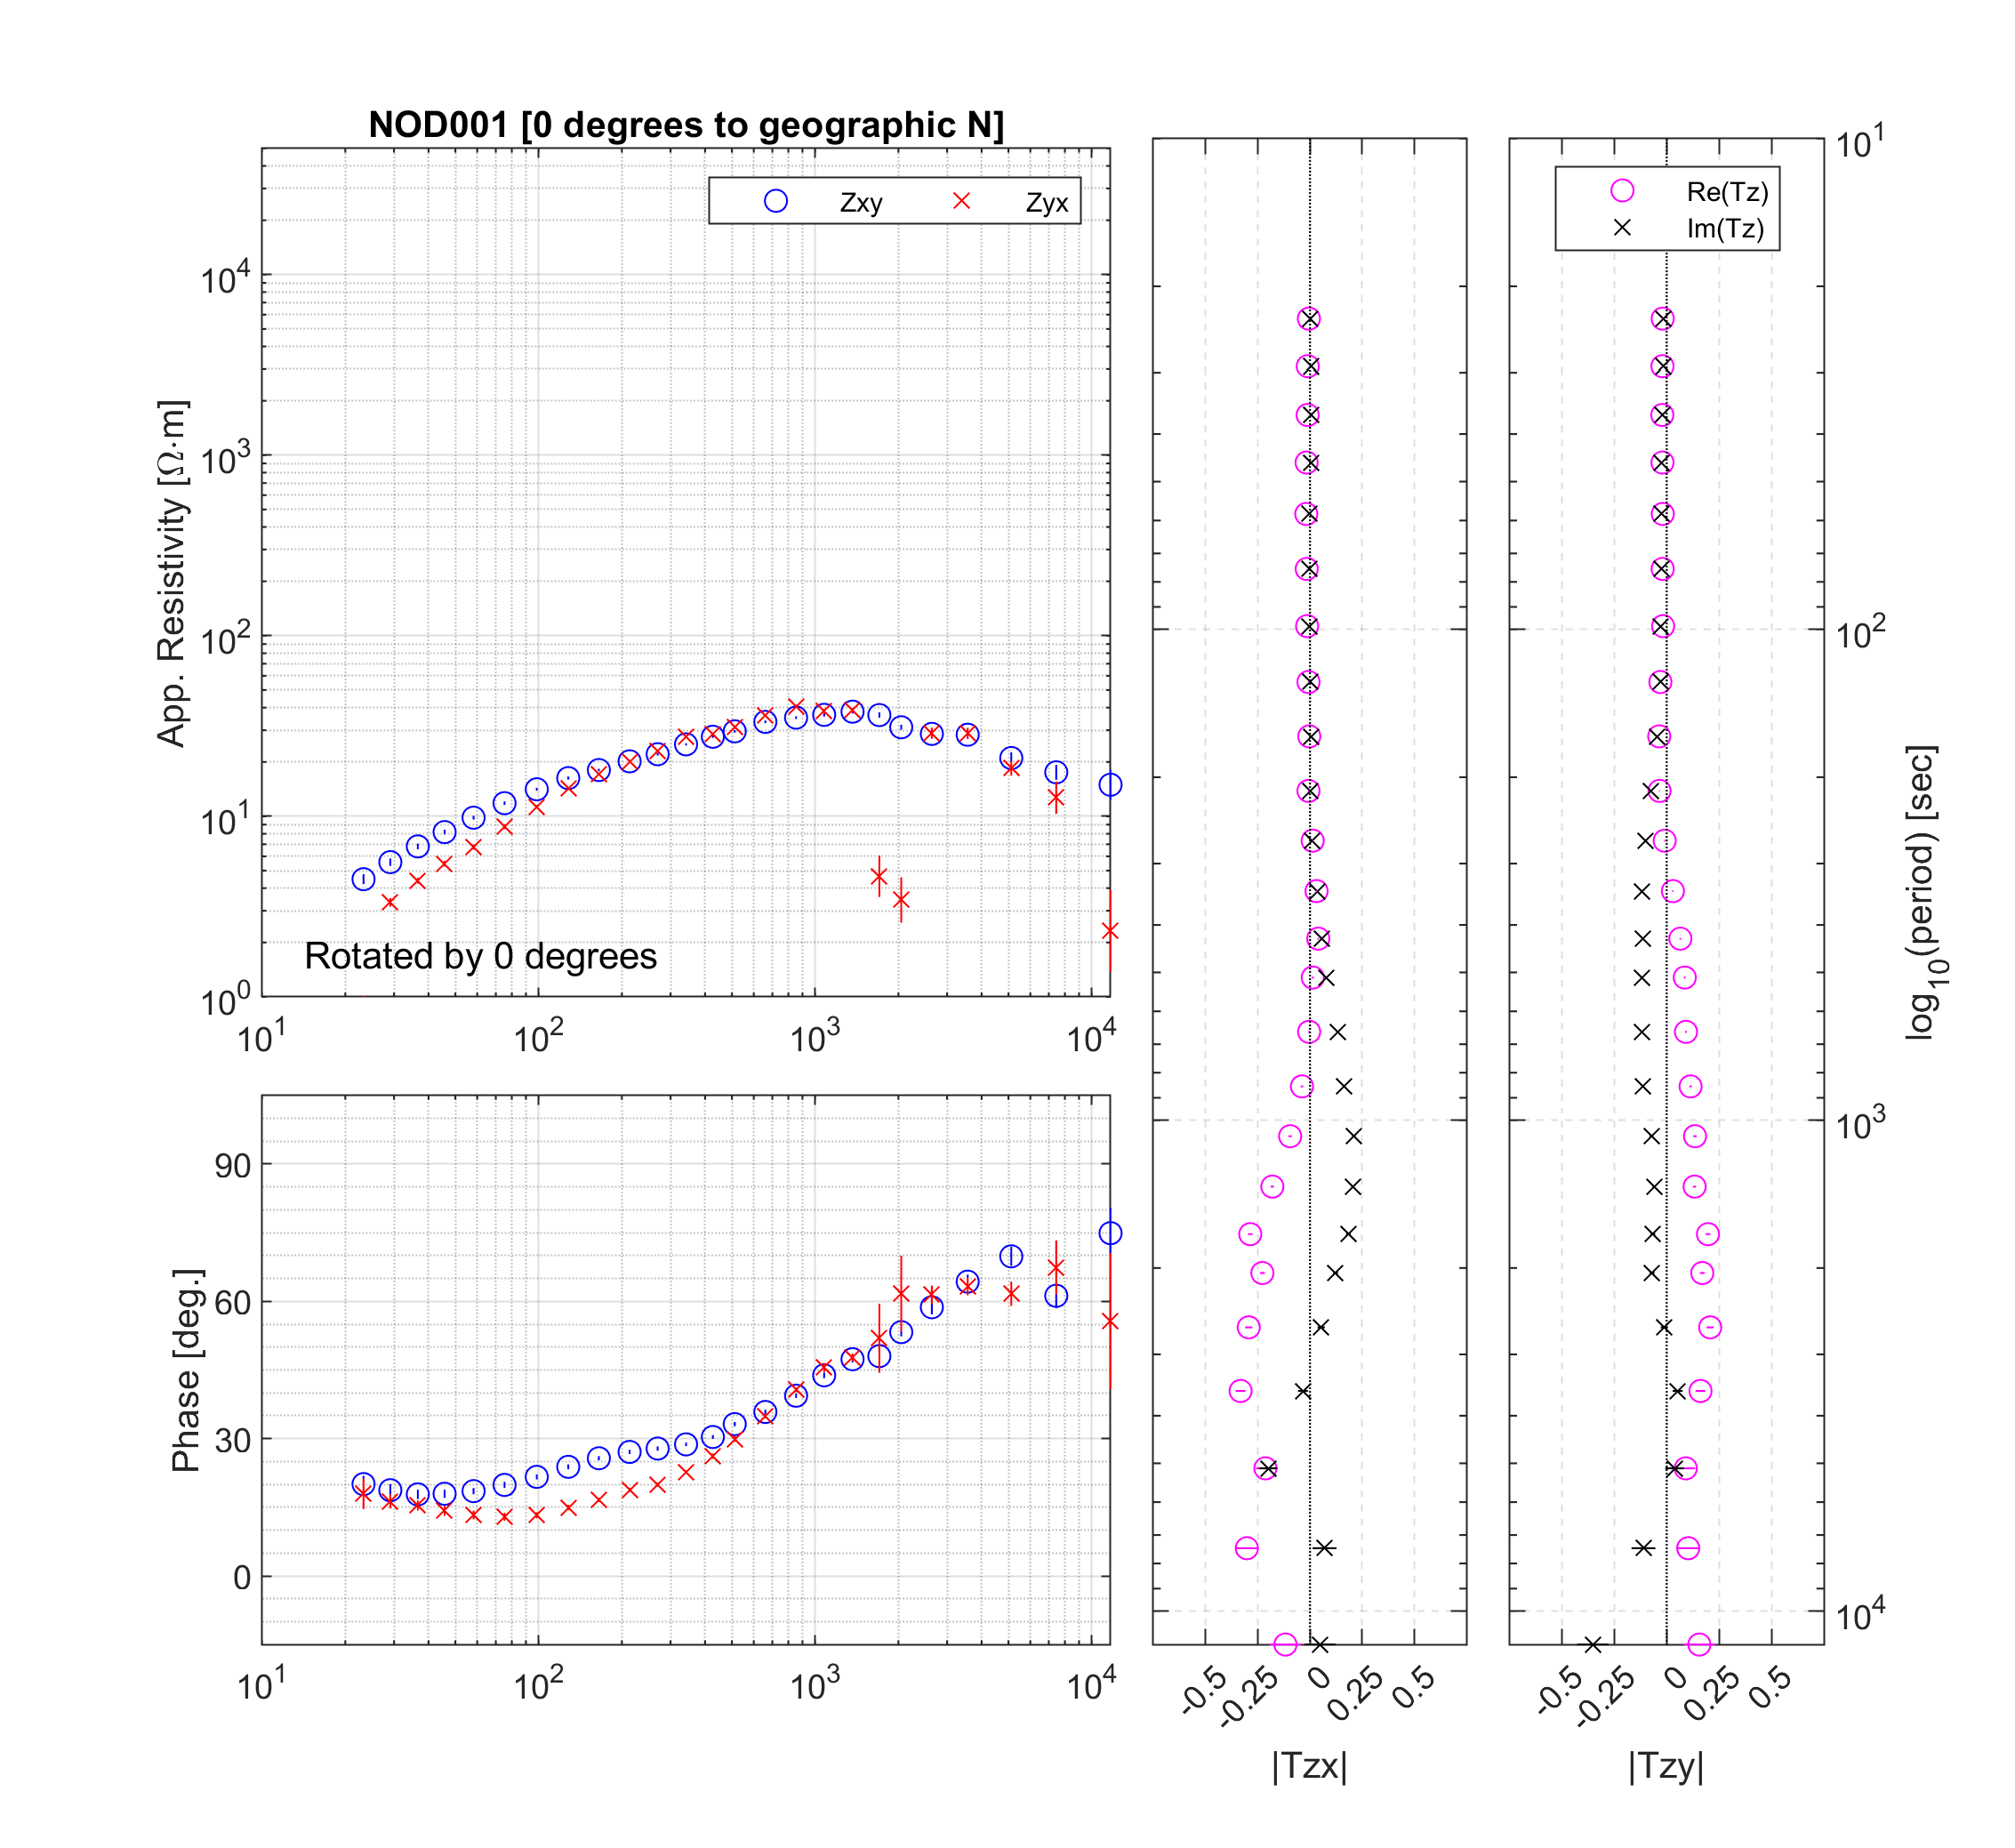 NOD001 [0 degrees to geographic N]
Zxy Zyx
App. Resistivity [Ω·m]
10^4
10^3
10^2
10^1
10^0
Rotated by 0 degrees
10^1 10^2 10^3 10^4
Phase [deg.]
90
60
30
0
10^1 10^2 10^3 10^4
-0.5 -0.25 0 0.25 0.5
|Tzx|
Re(Tz)
Im(Tz)
-0.5 -0.25 0 0.25 0.5
|Tzy|
10^1
10^2
10^3
10^4
log_10(period) [sec]